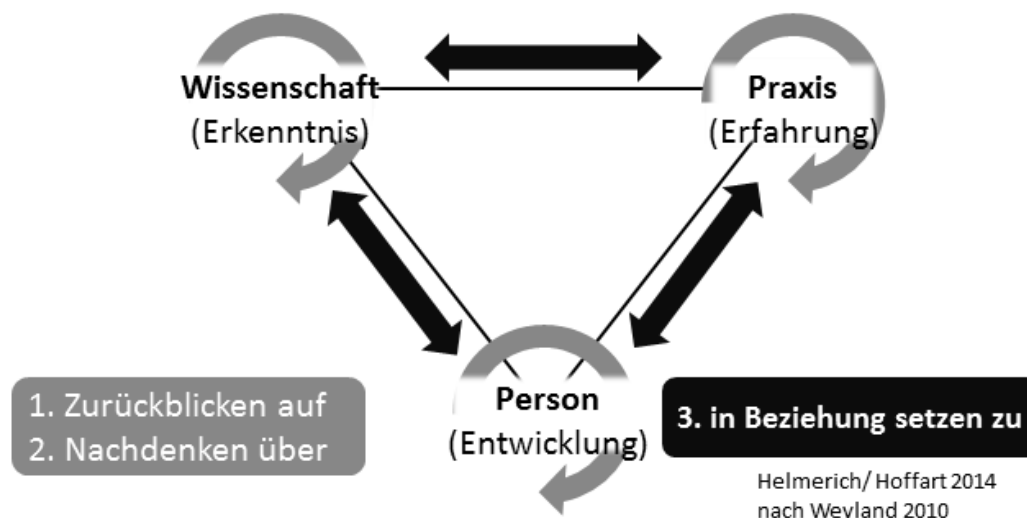 Wissenschaft
(Erkenntnis)
Praxis
(Erfahrung)
Person
(Entwicklung)
1. Zurückblicken auf
2. Nachdenken über
3. in Beziehung setzen zu
Helmerich/ Hoffart 2014
nach Weyland 2010